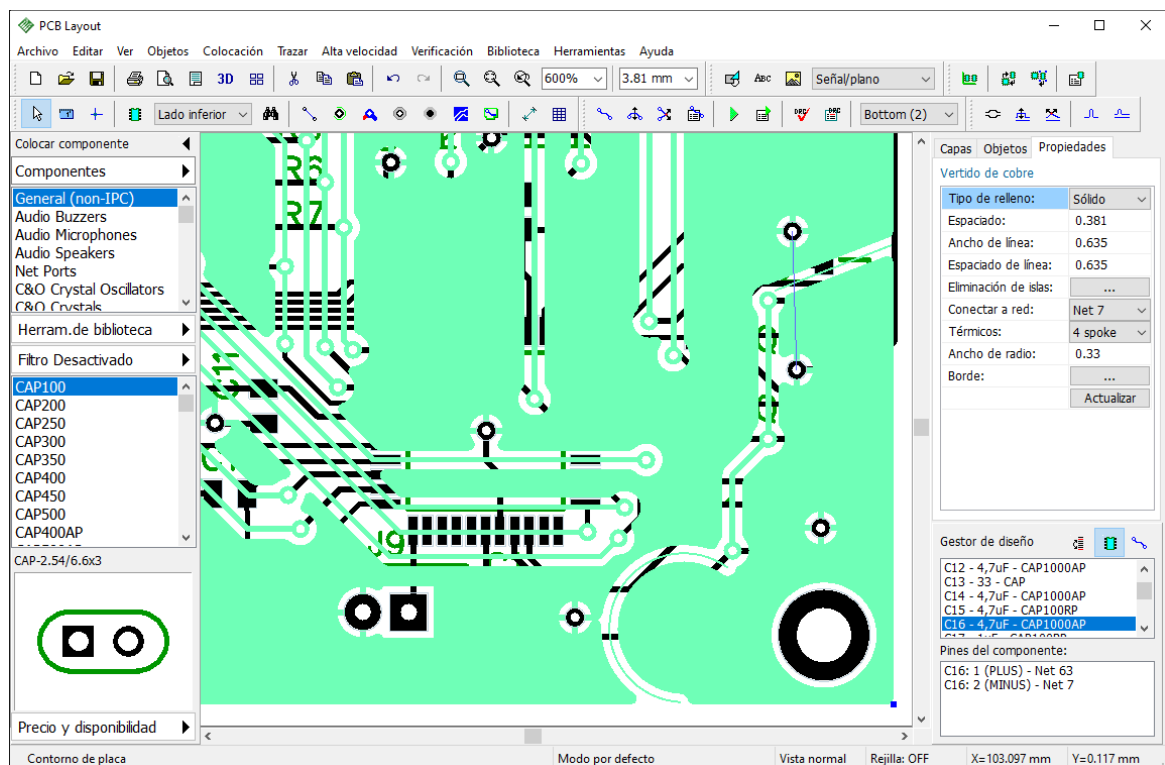 PCB Layout
Archivo Editar Ver Objetos Colocación Trazar Alta velocidad Verificación Biblioteca Herramientas Ayuda
3D 600% 3.81 mm ABC Señal/plano
Lado inferior Bottom (2)
Colocar componente
Componentes
General (non-IPC)
Audio Buzzers
Audio Microphones
Audio Speakers
Net Ports
C&O Crystal Oscillators
C&O Crystals
Herram.de biblioteca
Filtro Desactivado
CAP100
CAP200
CAP250
CAP300
CAP350
CAP400
CAP450
CAP500
CAP400AP
CAP-2.54/6.6x3
Precio y disponibilidad
R6
R7
C11
J9
Capas Objetos Propiedades
Vertido de cobre
Tipo de relleno: Sólido
Espaciado: 0.381
Ancho de línea: 0.635
Espaciado de línea: 0.635
Eliminación de islas: ...
Conectar a red: Net 7
Térmicos: 4 spoke
Ancho de radio: 0.33
Borde: ...
Actualizar
Gestor de diseño
C12 - 4,7uF - CAP1000AP
C13 - 33 - CAP
C14 - 4,7uF - CAP1000AP
C15 - 4,7uF - CAP100RP
C16 - 4,7uF - CAP1000AP
C17 - 1uF - CAP100RP
Pines del componente:
C16: 1 (PLUS) - Net 63
C16: 2 (MINUS) - Net 7
Contorno de placa Modo por defecto Vista normal Rejilla: OFF X=103.097 mm Y=0.117 mm